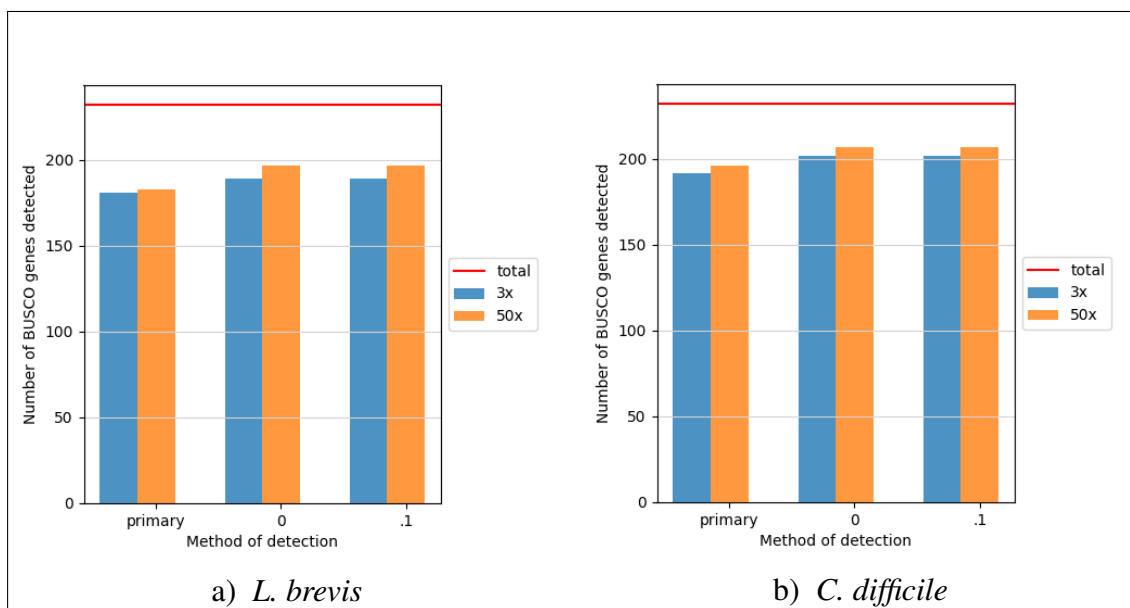 Number of BUSCO genes detected
200
150
100
50
0
primary 0 .1
Method of detection
total
3x
50x
a) L. brevis
Number of BUSCO genes detected
200
150
100
50
0
primary 0 .1
Method of detection
total
3x
50x
b) C. difficile